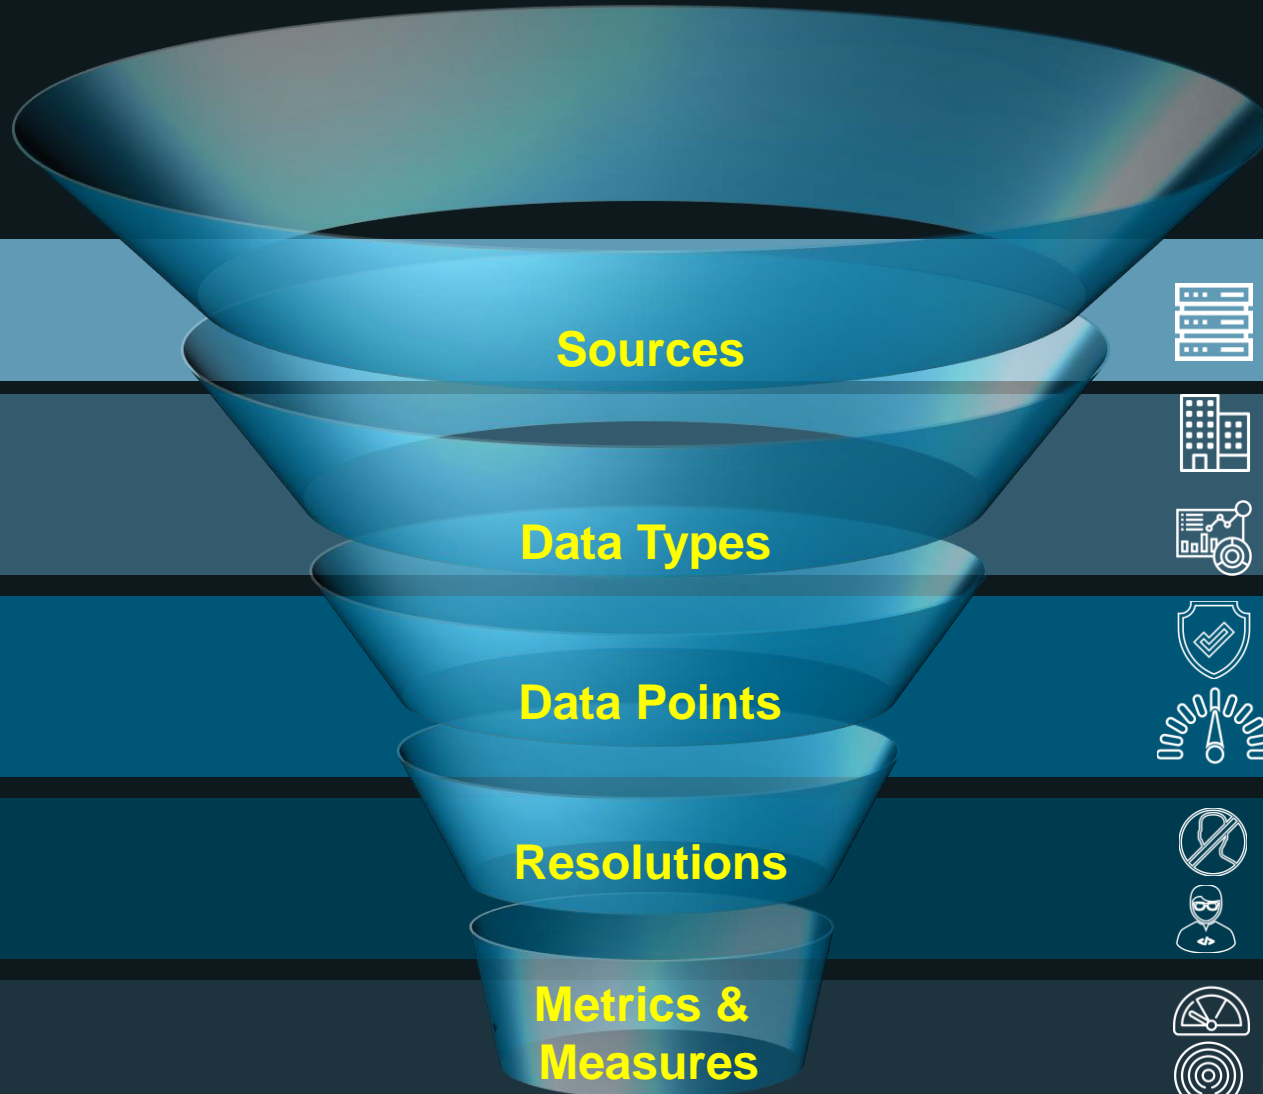 Sources
Data Types
Data Points
Resolutions
Metrics &
Measures